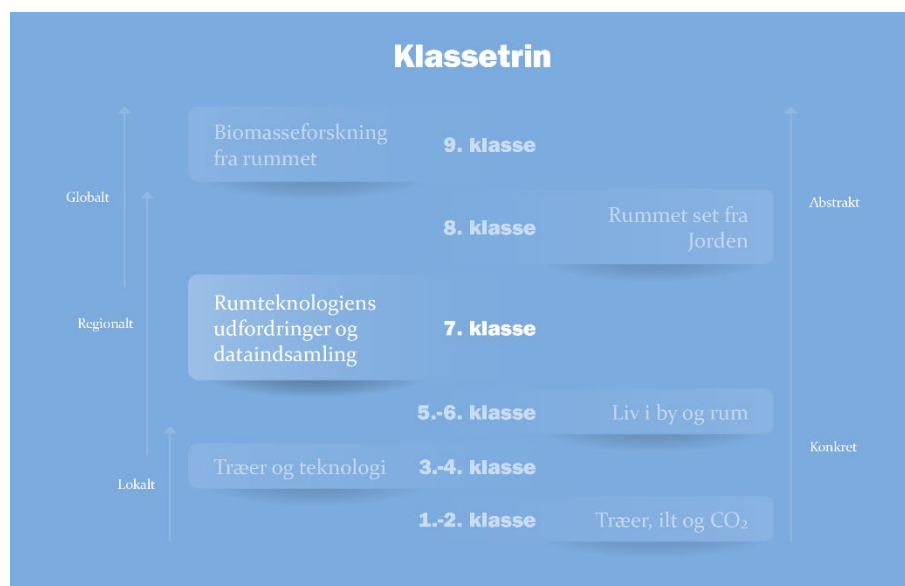 Klassetrin
Biomasseforskning
fra rummet
9. klasse
Globalt
Abstrakt
8. klasse
Rummet set fra
Jorden
Regionalt
Rumteknologiens
udfordringer og
dataindsamling
7. klasse
5.-6. klasse
Liv i by og rum
Konkret
Træer og teknologi
3.-4. klasse
Lokalt
1.-2. klasse
Træer, ilt og CO₂